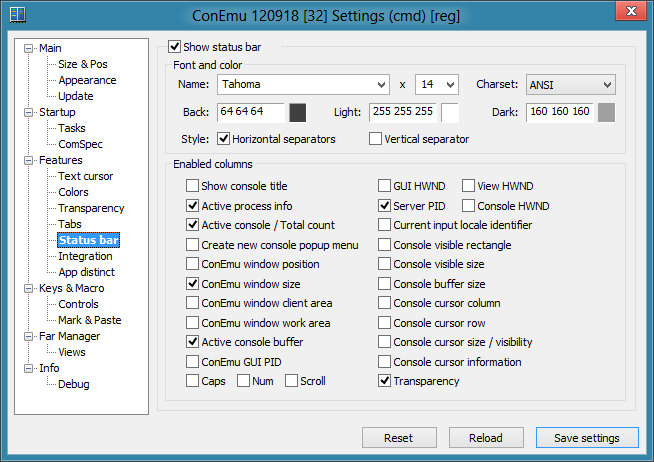 ConEmu 120918 [32] Settings (cmd) [reg]
Main
Size & Pos
Appearance
Update
Startup
Tasks
ComSpec
Features
Text cursor
Colors
Transparency
Tabs
Status bar
Integration
App distinct
Keys & Macro
Controls
Mark & Paste
Far Manager
Views
Info
Debug
Show status bar
Font and color
Name: Tahoma x 14 Charset: ANSI
Back: 64 64 64 Light: 255 255 255 Dark: 160 160 160
Style: Horizontal separators Vertical separator
Enabled columns
Show console title
Active process info
Active console / Total count
Create new console popup menu
ConEmu window position
ConEmu window size
ConEmu window client area
ConEmu window work area
Active console buffer
ConEmu GUI PID
Caps Num Scroll
GUI HWND View HWND
Server PID Console HWND
Current input locale identifier
Console visible rectangle
Console visible size
Console buffer size
Console cursor column
Console cursor row
Console cursor size / visibility
Console cursor information
Transparency
Reset Reload Save settings